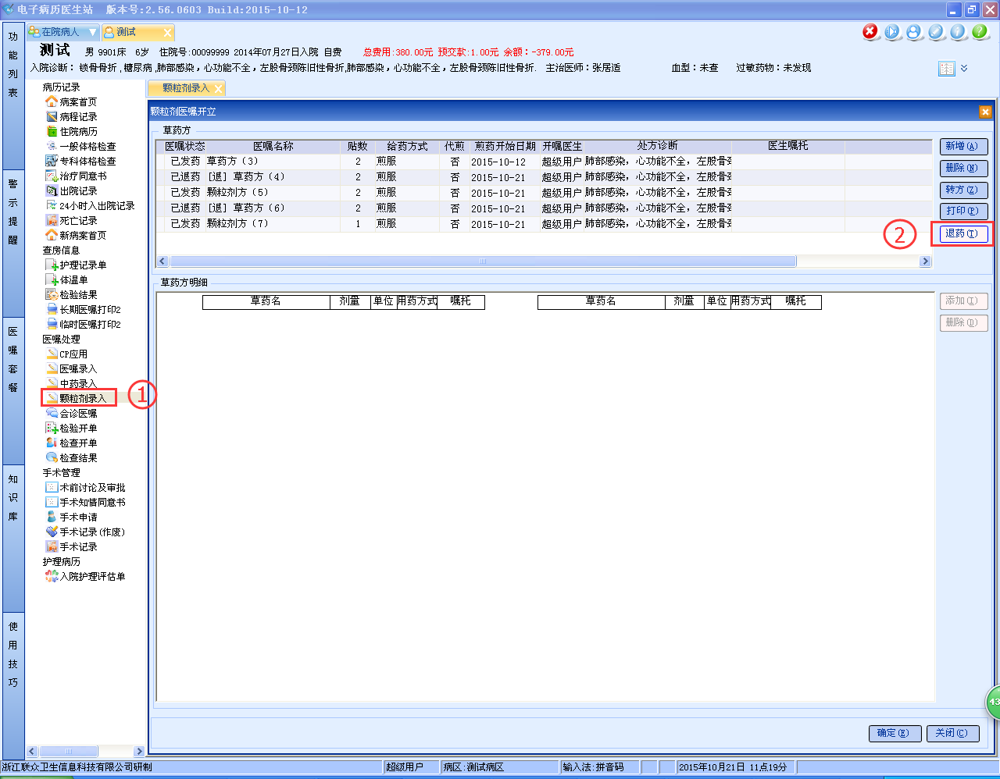 电子病历医生站  版本号:2.56.0603 Build:2015-10-12
功能列表
警示提醒
医嘱套餐
知识库
使用技巧
在院病人
测试
测试 男 9901床 6岁 住院号:00099999 2014年07月27日入院 自费 总费用:380.00元 预交款:1.00元 余额：-379.00元
入院诊断： 锁骨骨折 ,糖尿病 ,肺部感染，心功能不全，左股骨颈陈旧性骨折,肺部感染，心功能不全，左股骨颈陈旧性骨折. 主治医师：张居适 血型：未查 过敏药物：未发现
病历记录
病案首页
病程记录
住院病历
一般体格检查
专科体格检查
治疗同意书
出院记录
24小时入出院记录
死亡记录
新病案首页
查房信息
护理记录单
体温单
检验结果
长期医嘱打印2
临时医嘱打印2
医嘱处理
CP应用
医嘱录入
中药录入
颗粒剂录入
①
会诊医嘱
检验开单
检查开单
检查结果
手术管理
术前讨论及审批
手术知情同意书
手术申请
手术记录(作废)
手术记录
护理病历
入院护理评估单
颗粒剂录入
颗粒剂医嘱开立
草药方
医嘱状态 医嘱名称 贴数 给药方式 代煎 煎药开始日期 开嘱医生 处方诊断 医生嘱托
已发药 草药方（3） 2 煎服 否 2015-10-12 超级用户 肺部感染，心功能不全，左股骨颈
已退药 [退] 草药方（4） 2 煎服 否 2015-10-21 超级用户 肺部感染，心功能不全，左股骨颈
已发药 颗粒剂方（5） 2 煎服 否 2015-10-21 超级用户 肺部感染，心功能不全，左股骨颈
已退药 [退] 草药方（6） 2 煎服 否 2015-10-21 超级用户 肺部感染，心功能不全，左股骨颈
已发药 颗粒剂方（7） 1 煎服 否 2015-10-21 超级用户 肺部感染，心功能不全，左股骨颈
新增(A)
删除(N)
转方(Z)
打印(P)
② 退药(T)
草药方明细
草药名 剂量 单位 用药方式 嘱托 草药名 剂量 单位 用药方式 嘱托
添加(I)
删除(D)
43
确定(E) 关闭(C)
浙江联众卫生信息科技有限公司研制 超级用户 病区:测试病区 输入法:拼音码 2015年10月21日 11点19分